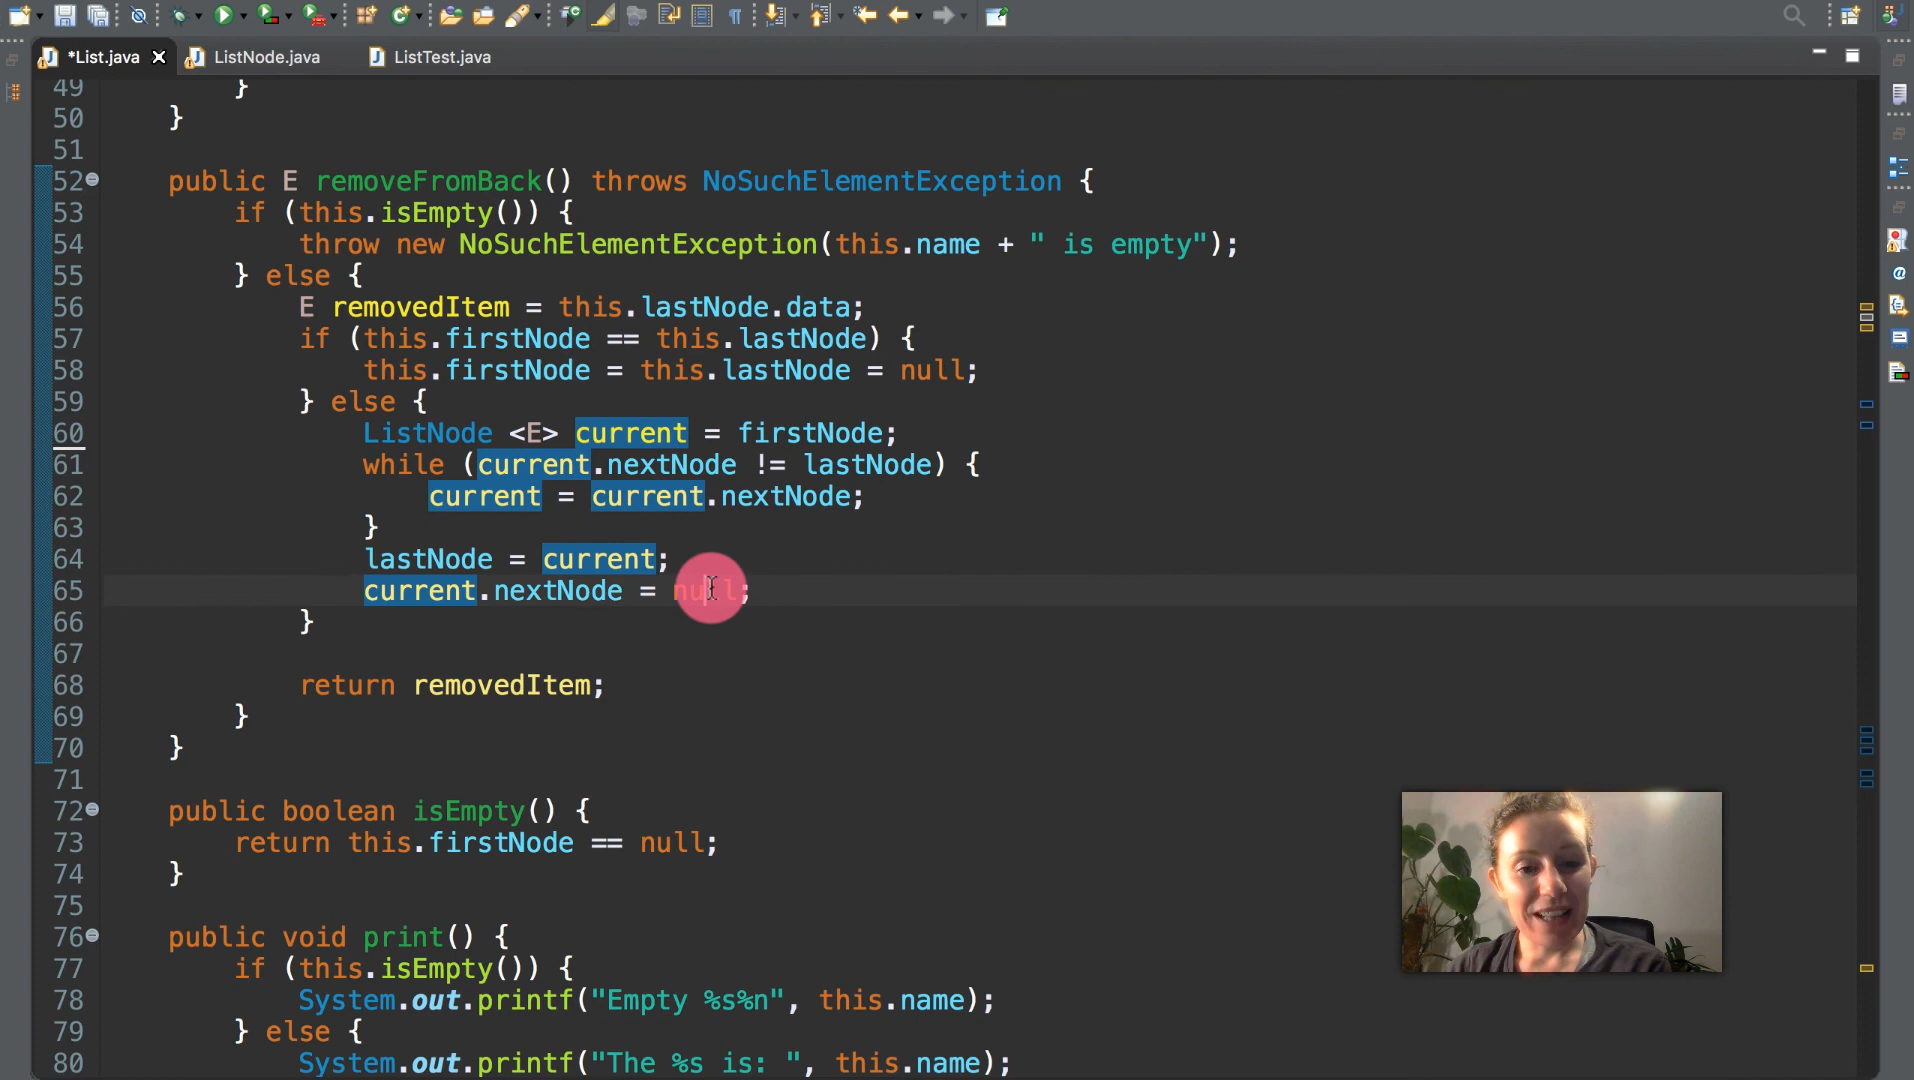 *List.java
ListNode.java
ListTest.java
49 }
50 }
51
52 public E removeFromBack() throws NoSuchElementException {
53 if (this.isEmpty()) {
54 throw new NoSuchElementException(this.name + " is empty");
55 } else {
56 E removedItem = this.lastNode.data;
57 if (this.firstNode == this.lastNode) {
58 this.firstNode = this.lastNode = null;
59 } else {
60 ListNode <E> current = firstNode;
61 while (current.nextNode != lastNode) {
62 current = current.nextNode;
63 }
64 lastNode = current;
65 current.nextNode = null;
66 }
67
68 return removedItem;
69 }
70 }
71
72 public boolean isEmpty() {
73 return this.firstNode == null;
74 }
75
76 public void print() {
77 if (this.isEmpty()) {
78 System.out.printf("Empty %s%n", this.name);
79 } else {
80 System.out.printf("The %s is: ", this.name);